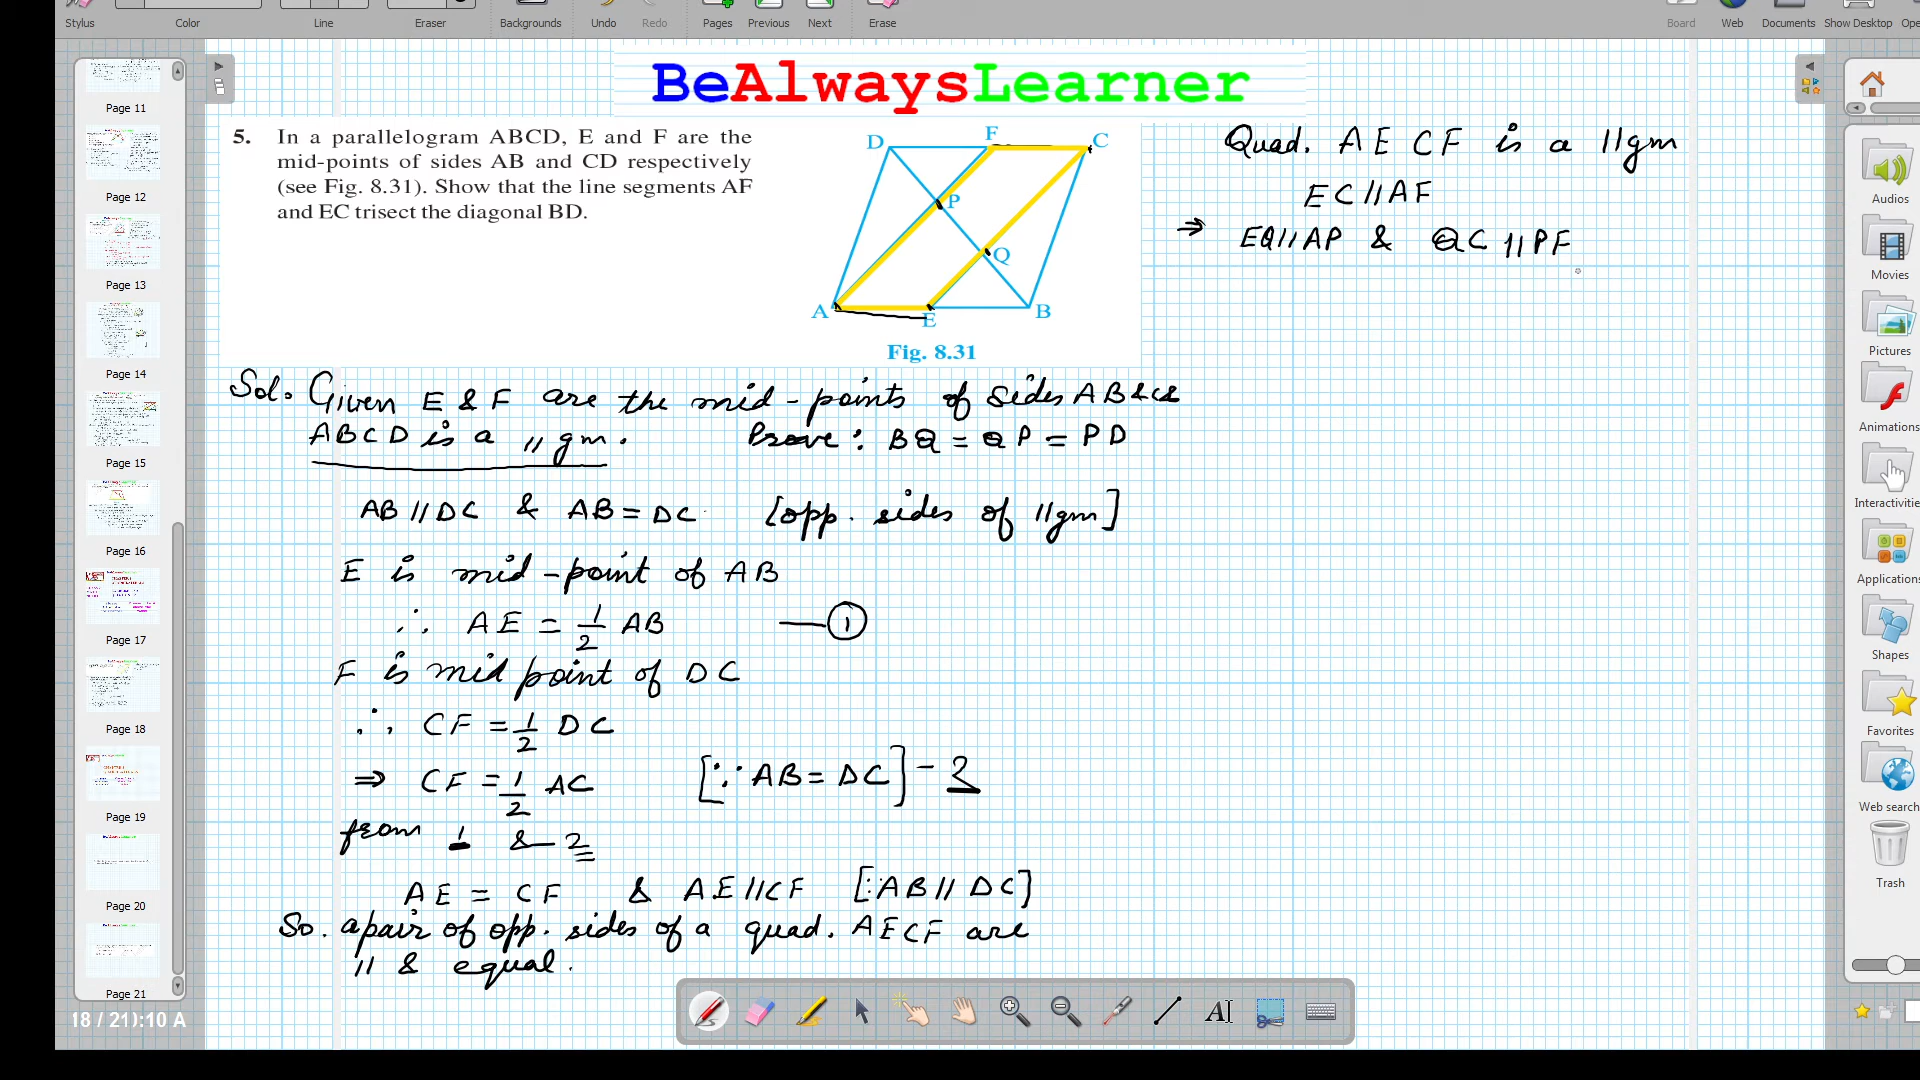 Stylus
Color
Line
Eraser
Backgrounds
Undo
Redo
Pages
Previous
Next
Erase
Board
Web
Documents
Show Desktop
Page 11
Page 12
Page 13
Page 14
Page 15
Page 16
Page 17
Page 18
Page 19
Page 20
Page 21
BeAlwaysLearner
5. In a parallelogram ABCD, E and F are the
mid-points of sides AB and CD respectively
(see Fig. 8.31). Show that the line segments AF
and EC trisect the diagonal BD.
D F C
P
Q
A E B
Fig. 8.31
Sol. Given E & F are the mid-points of sides AB & 
ABCD is a ||gm. Prove: BQ = QP = PD
AB || DC & AB = DC [opp. sides of ||gm]
E is mid-point of AB
∴ AE = 1/2 AB —①
F is mid point of DC
∴ CF = 1/2 DC
⇒ CF = 1/2 AC [∵ AB = DC] - 2
from 1 & 2
AE = CF & AE || CF [∵ AB || DC]
So. a pair of opp. sides of a quad. AECF are
|| & equal.
Quad. AECF is a ||gm
EC || AF
⇒ EQ || AP & QC || PF
Audios
Movies
Pictures
Animations
Interactivitie
Applications
Shapes
Favorites
Web search
Trash